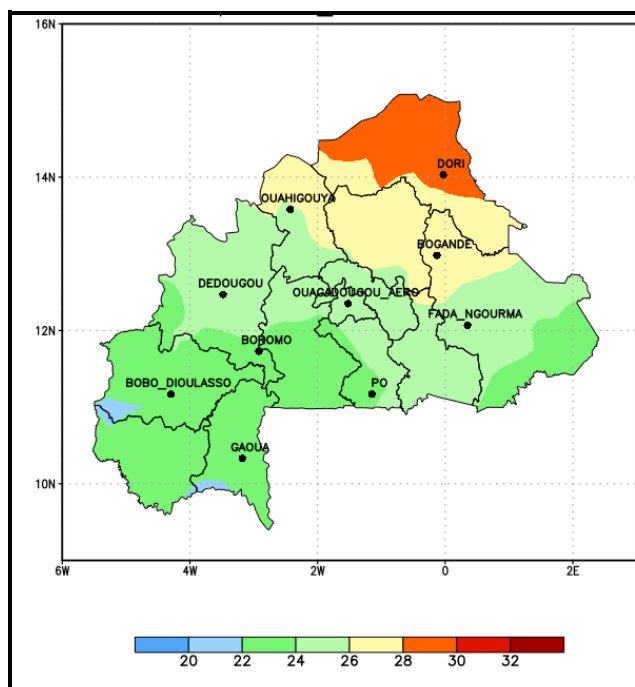 16N
DORI
14N
OUAHIGOUYA
BOGANDE
DEDOUGOU
OUAGADOUGOU_AERO
FADA_NGOURMA
12N
BOROMO
BOBO_DIOULASSO
PO
GAOUA
10N
6W 4W 2W 0 2E
20 22 24 26 28 30 32